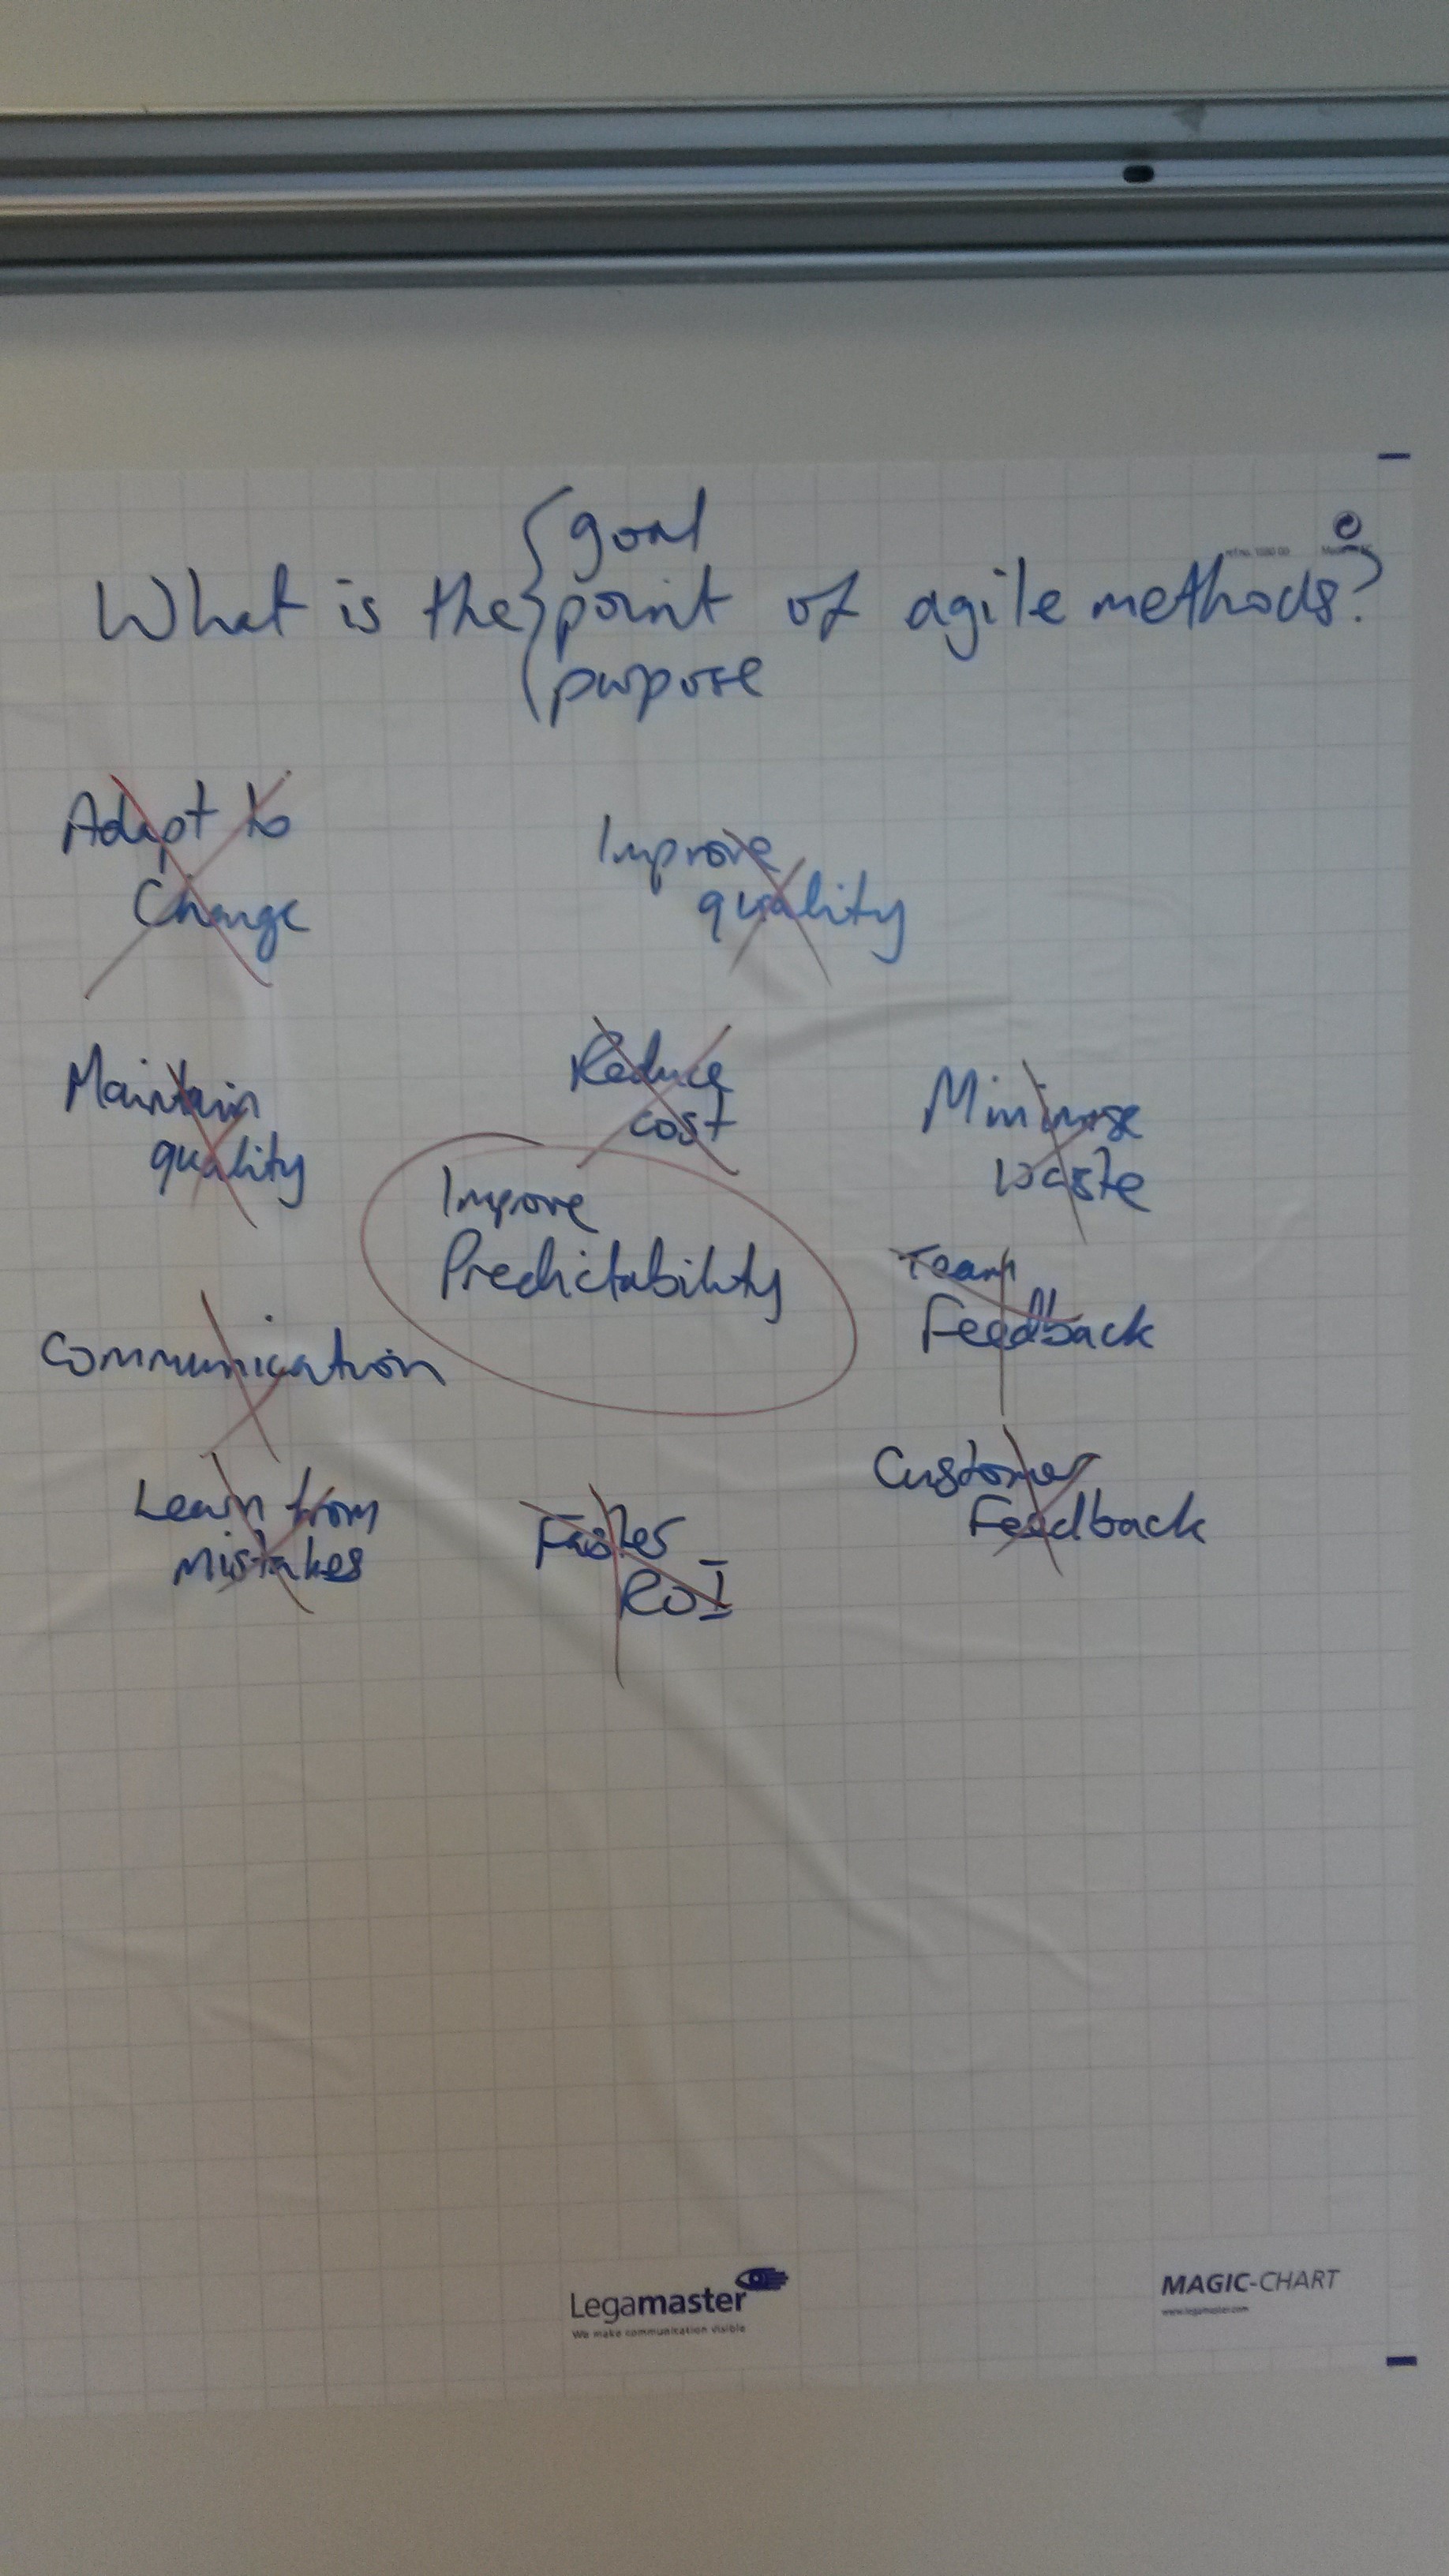 goal
What is the point of agile methods?
purpose
Adapt to
Change
Improve
quality
Maintain
quality
Reduce
cost
Minimise
waste
Improve
Predictability
Team
Feedback
Communication
Customer
Feedback
Learn from
mistakes
Faster
RoI
Legamaster
We make communication visible
MAGIC-CHART
www.legamaster.com